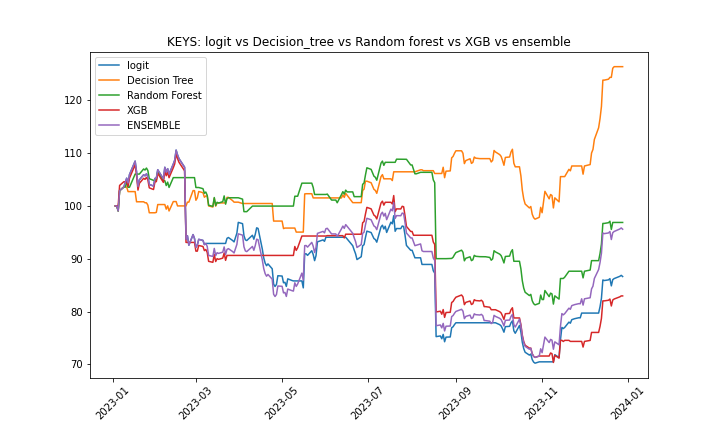 KEYS: logit vs Decision_tree vs Random forest vs XGB vs ensemble
logit
Decision Tree
Random Forest
XGB
ENSEMBLE
120
110
100
90
80
70
2023-01
2023-03
2023-05
2023-07
2023-09
2023-11
2024-01